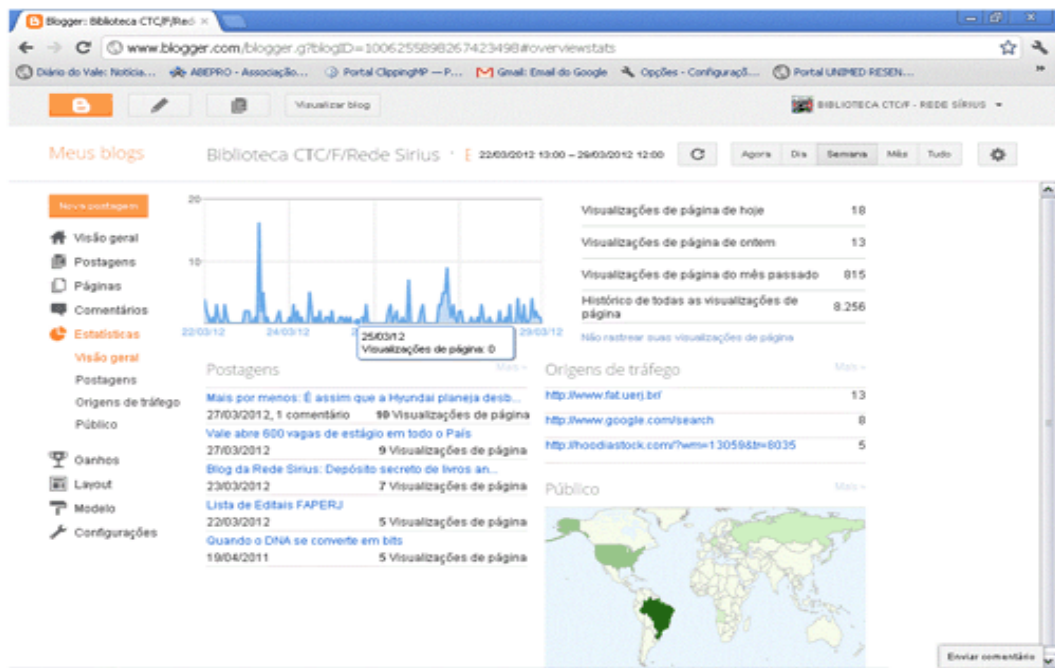 Blogger: Biblioteca CTC/F/Red
www.blogger.com/blogger.g?blogID=1006255898267423498#overviewstats
Diário do Vale: Notícia... ABEPRO - Associação... Portal ClippingMP — P... Gmail: Email do Google Opções - Configuraçõ... Portal UNIMED RESEN...
Visualizar blog
BIBLIOTECA CTC/F - REDE SÍRIUS
Meus blogs
Biblioteca CTC/F/Rede Sirius · E 22/03/2012 13:00 – 29/03/2012 12:00
Agora Dia Semana Mês Tudo
Nova postagem
Visão geral
Postagens
Páginas
Comentários
Estatísticas
Visão geral
Postagens
Origens de tráfego
Público
Ganhos
Layout
Modelo
Configurações
20
10
22/03/12 24/03/12 2 29/03/12
25/03/12
Visualizações de página: 0
Visualizações de página de hoje 18
Visualizações de página de ontem 13
Visualizações de página do mês passado 815
Histórico de todas as visualizações de
página 8.256
Não rastrear suas visualizações de página
Postagens Mais »
Mais por menos: É assim que a Hyundai planeja desb...
27/03/2012, 1 comentário 10 Visualizações de página
Vale abre 600 vagas de estágio em todo o País
27/03/2012 9 Visualizações de página
Blog da Rede Sirius: Depósito secreto de livros an...
23/03/2012 7 Visualizações de página
Lista de Editais FAPERJ
22/03/2012 5 Visualizações de página
Quando o DNA se converte em bits
19/04/2011 5 Visualizações de página
Origens de tráfego Mais »
http://www.fat.uerj.br/ 13
http://www.google.com/search 8
http://hoodiastock.com/?wm=13059&tr=8035 5
Público Mais »
Enviar comentário